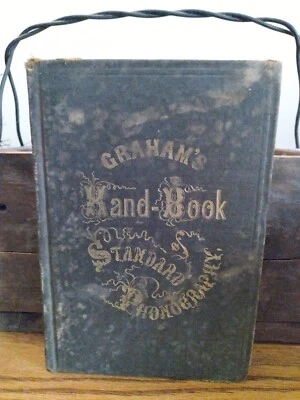 GRAHAM'S
Hand-Book
of
STANDARD
PHONOGRAPHY.